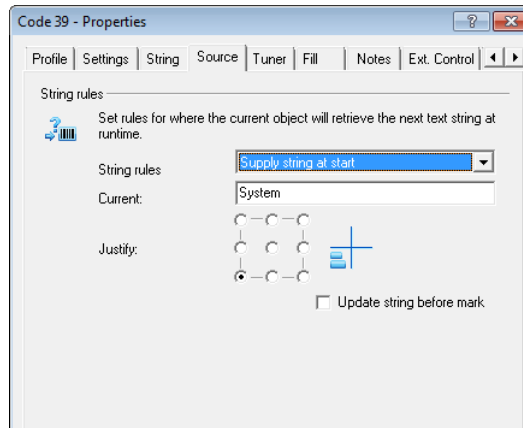 Code 39 - Properties
Profile Settings String Source Tuner Fill Notes Ext. Control
String rules
Set rules for where the current object will retrieve the next text string at
runtime.
String rules Supply string at start
Current: System
Justify:
Update string before mark